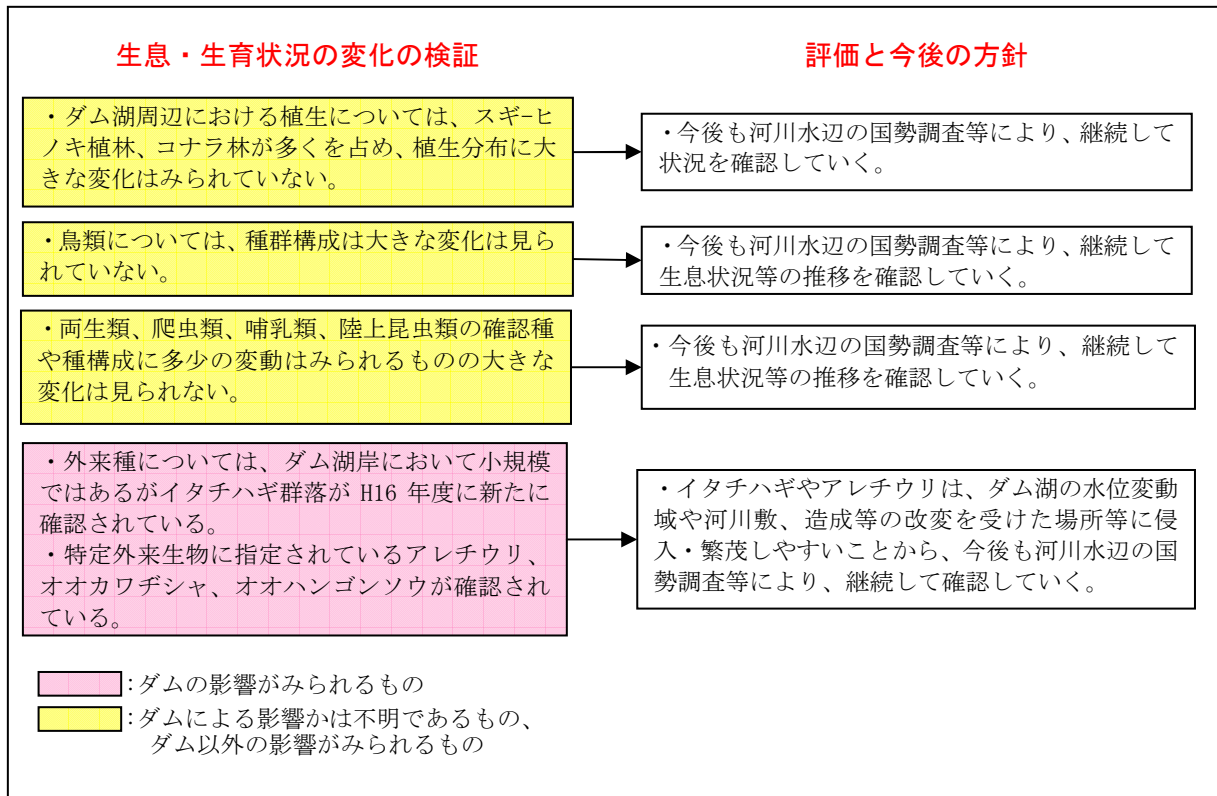 生息・生育状況の変化の検証
評価と今後の方針
・ダム湖周辺における植生については、スギ-ヒ
ノキ植林、コナラ林が多くを占め、植生分布に大
きな変化はみられていない。
・今後も河川水辺の国勢調査等により、継続して
状況を確認していく。
・鳥類については、種群構成は大きな変化は見ら
れていない。
・今後も河川水辺の国勢調査等により、継続して
生息状況等の推移を確認していく。
・両生類、爬虫類、哺乳類、陸上昆虫類の確認種
や種構成に多少の変動はみられるものの大きな
変化は見られない。
・今後も河川水辺の国勢調査等により、継続して
生息状況等の推移を確認していく。
・外来種については、ダム湖岸において小規模
ではあるがイタチハギ群落が H16 年度に新たに
確認されている。
・特定外来生物に指定されているアレチウリ、
オオカワヂシャ、オオハンゴンソウが確認され
ている。
・イタチハギやアレチウリは、ダム湖の水位変動
域や河川敷、造成等の改変を受けた場所等に侵
入・繁茂しやすいことから、今後も河川水辺の国
勢調査等により、継続して確認していく。
:ダムの影響がみられるもの
:ダムによる影響かは不明であるもの、
ダム以外の影響がみられるもの